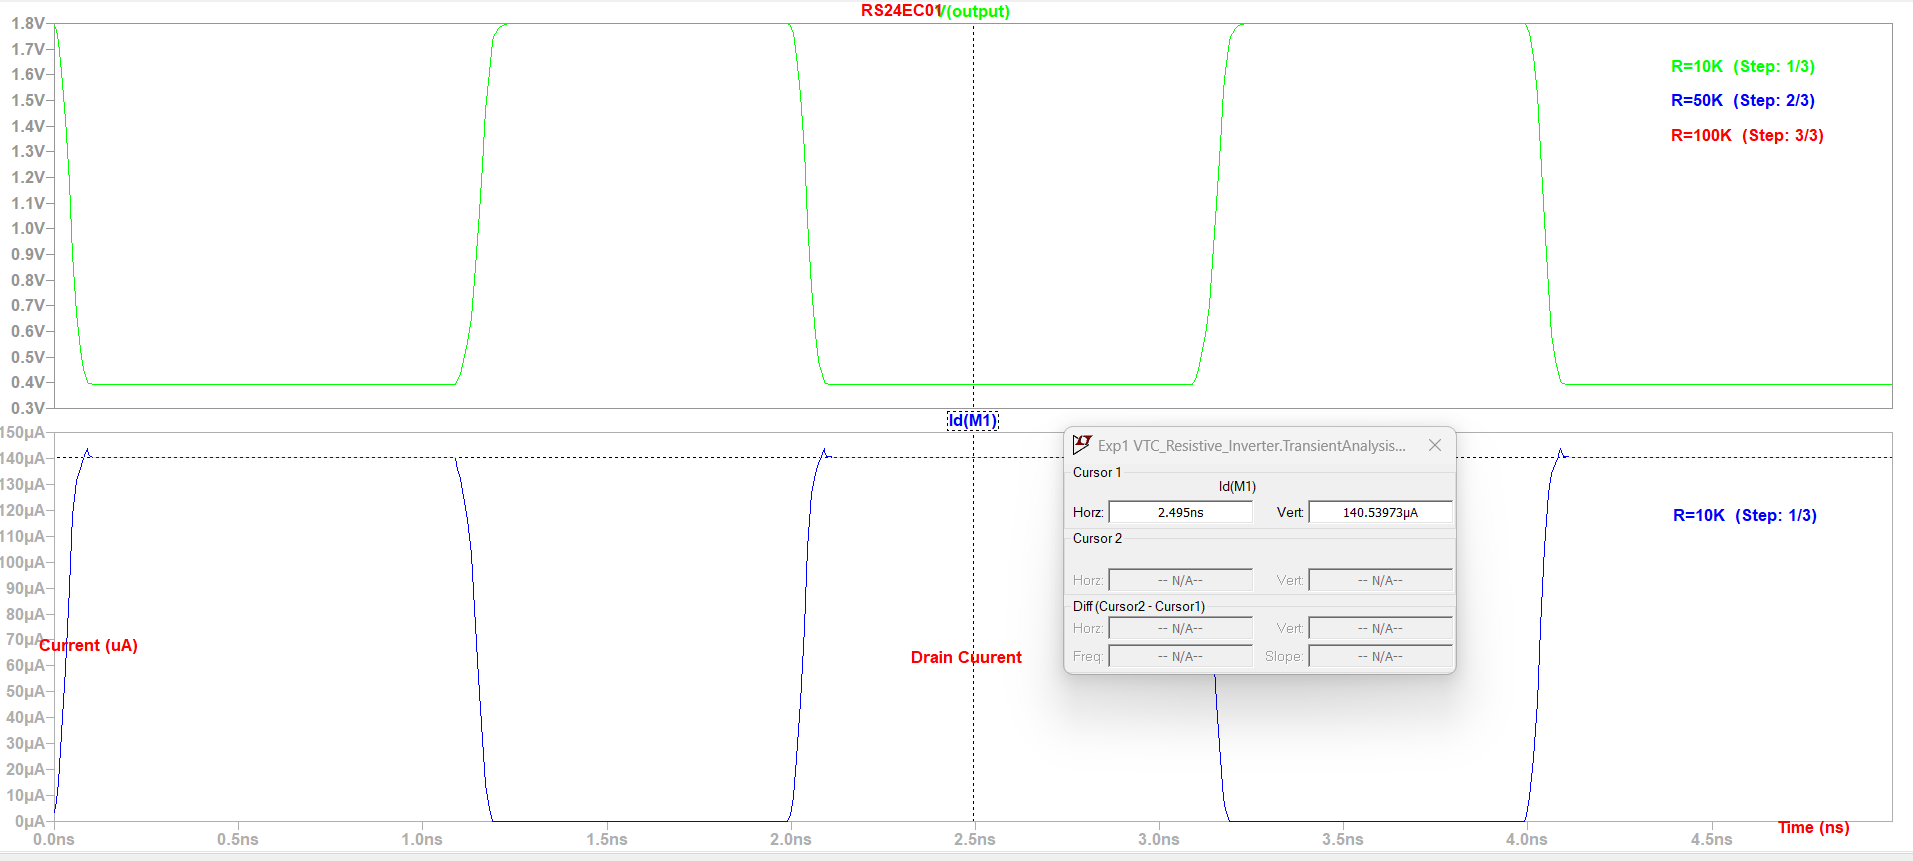 RS24EC01
V(output)
1.8V
1.7V
1.6V
1.5V
1.4V
1.3V
1.2V
1.1V
1.0V
0.9V
0.8V
0.7V
0.6V
0.5V
0.4V
0.3V
R=10K (Step: 1/3)
R=50K (Step: 2/3)
R=100K (Step: 3/3)
Id(M1)
150µA
140µA
130µA
120µA
110µA
100µA
90µA
80µA
70µA
60µA
50µA
40µA
30µA
20µA
10µA
0µA
Current (uA)
Drain Cuurent
R=10K (Step: 1/3)
Exp1 VTC_Resistive_Inverter.TransientAnalysis...
Cursor 1
Id(M1)
Horz: 2.495ns Vert: 140.53973µA
Cursor 2
Horz: -- N/A-- Vert: -- N/A--
Diff (Cursor2 - Cursor1)
Horz: -- N/A-- Vert: -- N/A--
Freq: -- N/A-- Slope: -- N/A--
Time (ns)
0.0ns 0.5ns 1.0ns 1.5ns 2.0ns 2.5ns 3.0ns 3.5ns 4.0ns 4.5ns